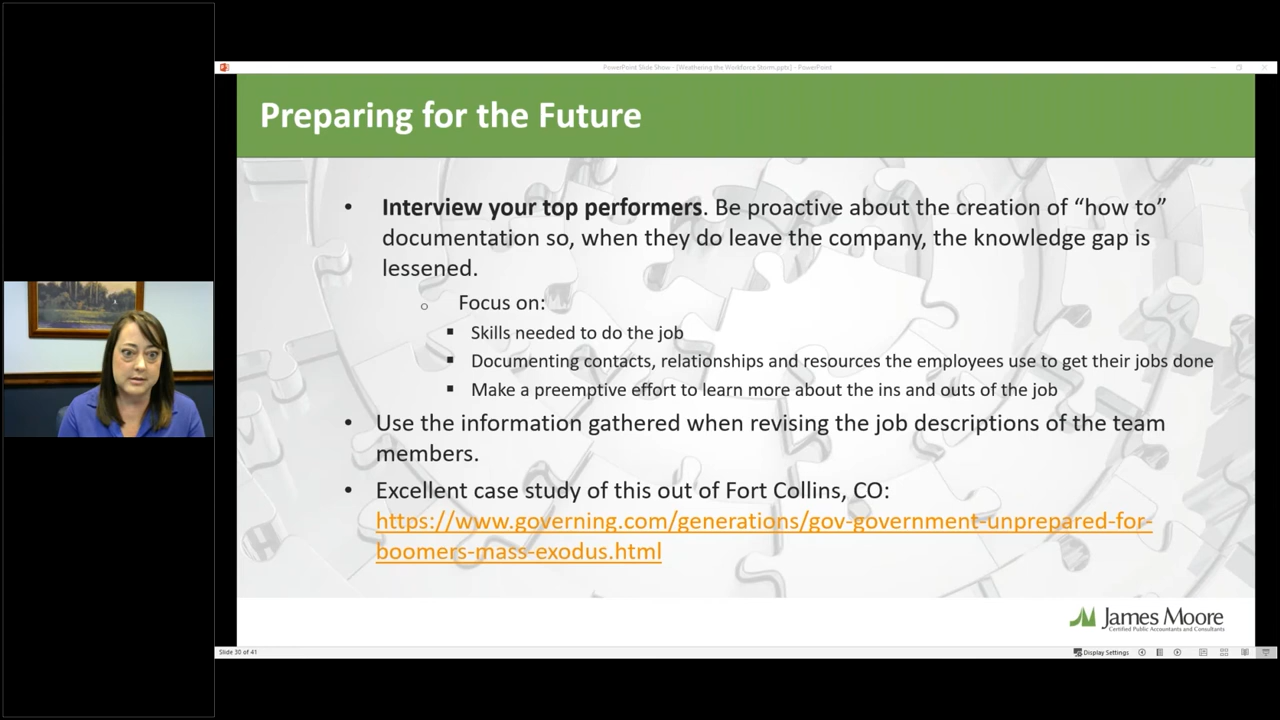 PowerPoint Slide Show - [Weathering the Workforce Storm.pptx] - PowerPoint
Preparing for the Future
• Interview your top performers. Be proactive about the creation of “how to”
documentation so, when they do leave the company, the knowledge gap is
lessened.
o Focus on:
▪ Skills needed to do the job
▪ Documenting contacts, relationships and resources the employees use to get their jobs done
▪ Make a preemptive effort to learn more about the ins and outs of the job
• Use the information gathered when revising the job descriptions of the team
members.
• Excellent case study of this out of Fort Collins, CO:
https://www.governing.com/generations/gov-government-unprepared-for-
boomers-mass-exodus.html
James Moore
Certified Public Accountants and Consultants
Slide 30 of 41
Display Settings